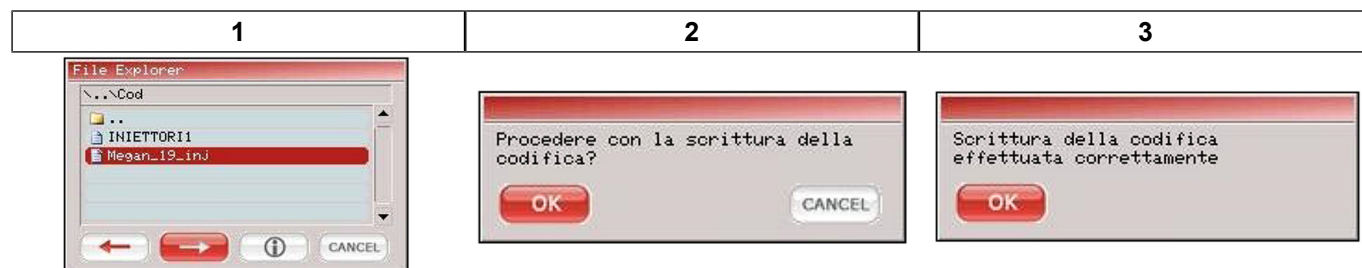 1
2
3
File Explorer
\..\Cod
..
INIETTORI1
Megan_19_inj
CANCEL
Procedere con la scrittura della
codifica?
OK
CANCEL
Scrittura della codifica
effettuata correttamente
OK